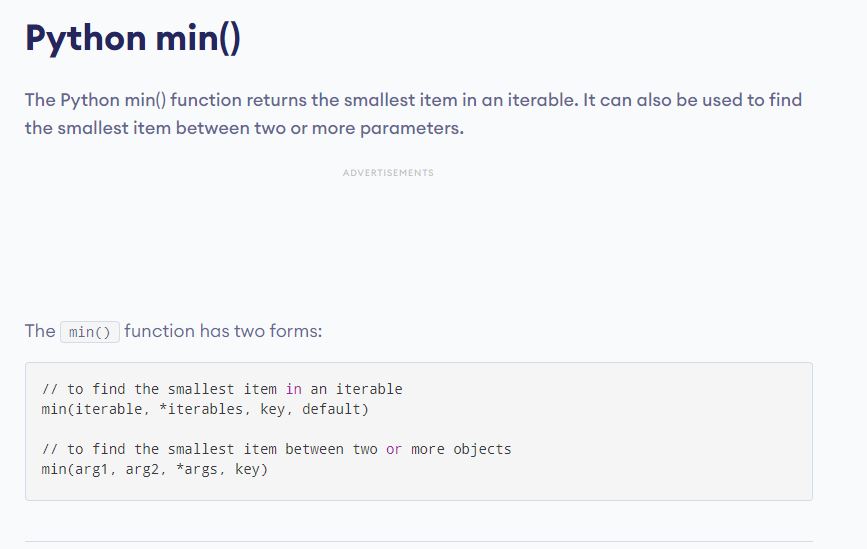 Python min()
The Python min() function returns the smallest item in an iterable. It can also be used to find
the smallest item between two or more parameters.
ADVERTISEMENTS
The min() function has two forms:
// to find the smallest item in an iterable
min(iterable, *iterables, key, default)
// to find the smallest item between two or more objects
min(arg1, arg2, *args, key)